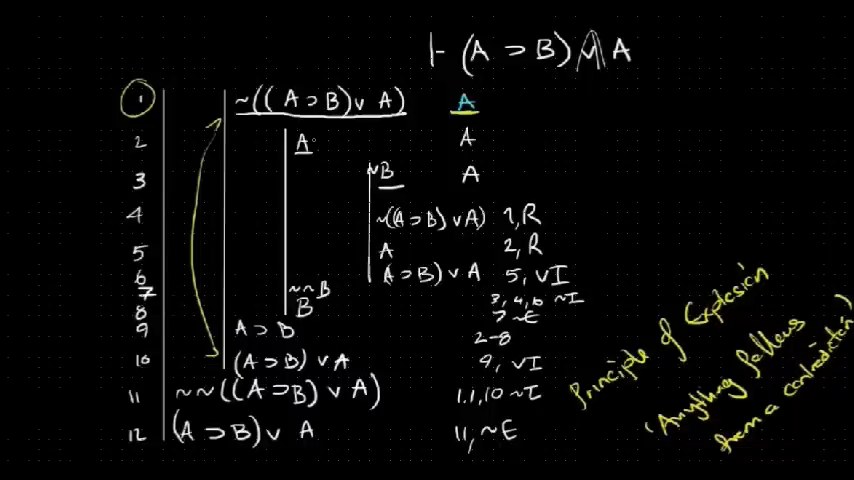 ⊢ (A ⊃ B) ∨ A
1 ~((A ⊃ B) ∨ A) A
2 A A
3 ~B A
4 ~((A ⊃ B) ∨ A) 1, R
5 A 2, R
6 (A ⊃ B) ∨ A 5, ∨I
7 ~~B 3, 4, 6 ~I
8 B 7 ~E
9 A ⊃ B 2-8
10 (A ⊃ B) ∨ A 9, ∨I
11 ~~((A ⊃ B) ∨ A) 1,1,10 ~I
12 (A ⊃ B) ∨ A 11, ~E
Principle of Explosion
'Anything follows
from a contradiction)